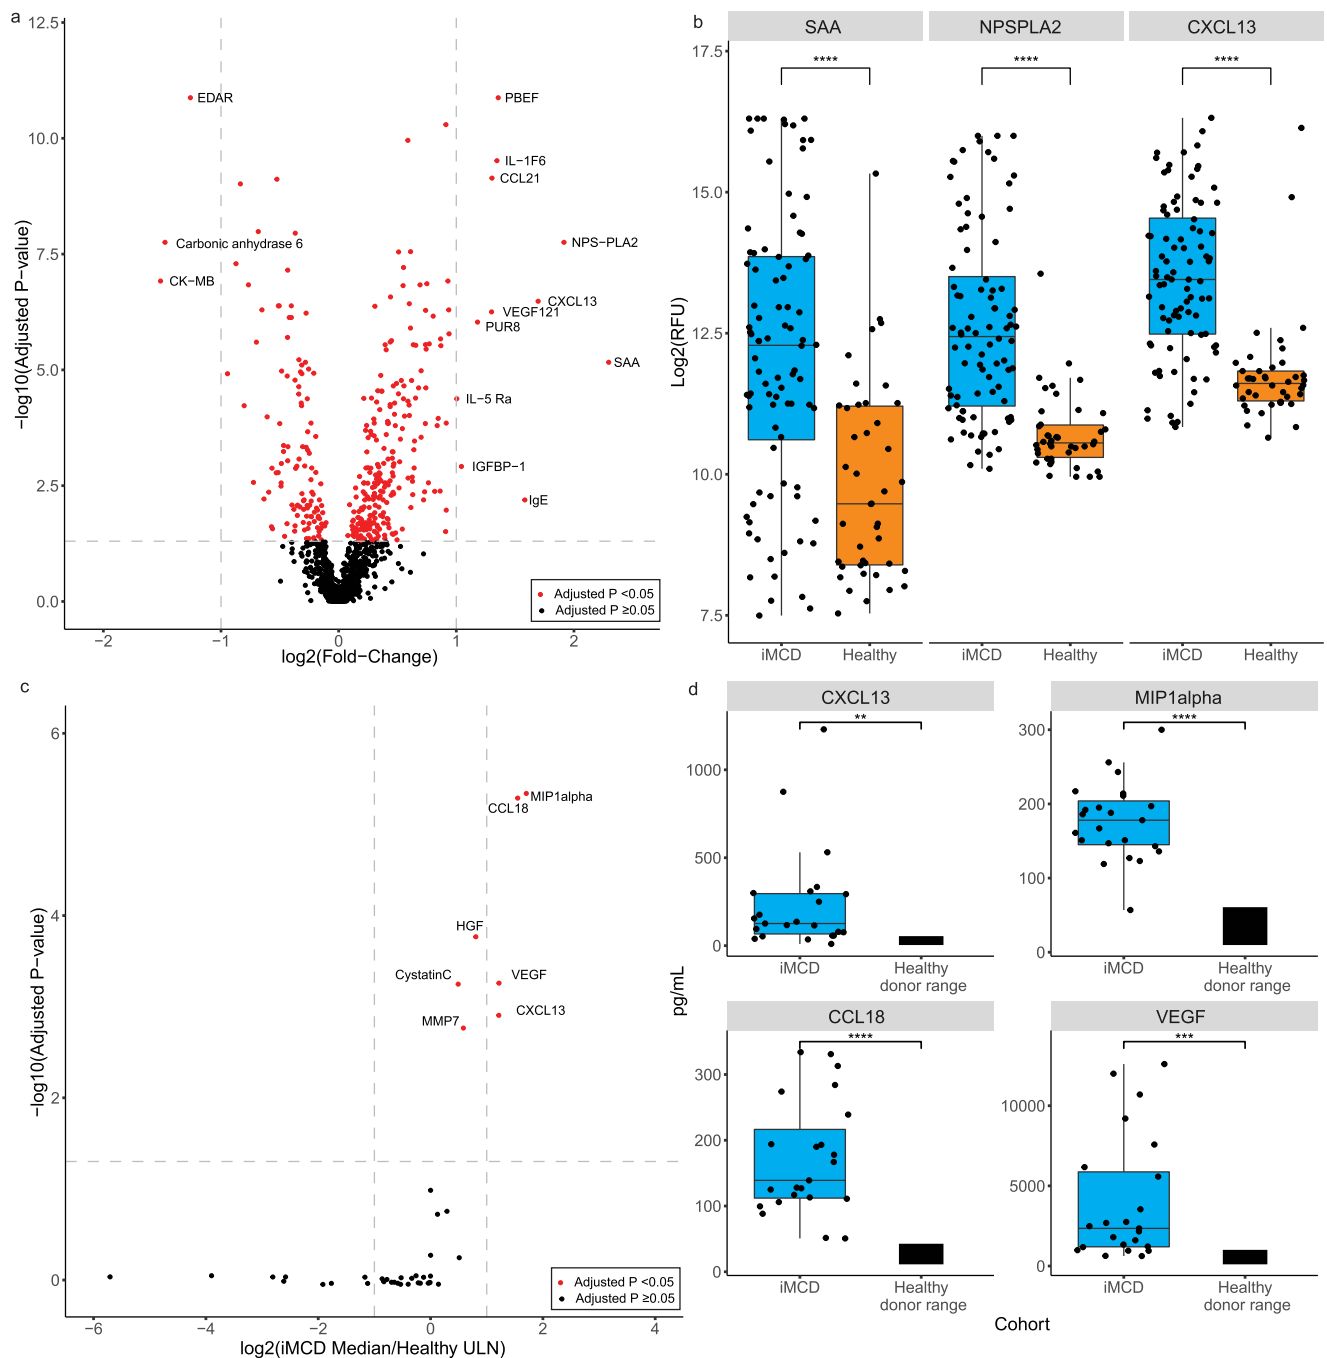 a
12.5
10.0
7.5
5.0
2.5
0.0
−log10(Adjusted P−value)
EDAR
PBEF
IL−1F6
CCL21
Carbonic anhydrase 6
NPS−PLA2
CK−MB
CXCL13
VEGF121
PUR8
SAA
IL−5 Ra
IGFBP−1
IgE
Adjusted P <0.05
Adjusted P ≥0.05
−2 −1 0 1 2
log2(Fold−Change)
b
SAA NPSPLA2 CXCL13
**** **** ****
17.5
15.0
12.5
10.0
7.5
Log2(RFU)
iMCD Healthy iMCD Healthy iMCD Healthy
c
6
4
2
0
−log10(Adjusted P−value)
MIP1alpha
CCL18
HGF
CystatinC
VEGF
CXCL13
MMP7
Adjusted P <0.05
Adjusted P ≥0.05
−6 −4 −2 0 2 4
log2(iMCD Median/Healthy ULN)
d
pg/mL
CXCL13
**
1000
500
0
iMCD Healthy
donor range
MIP1alpha
****
300
200
100
0
iMCD Healthy
donor range
CCL18
****
300
200
100
0
iMCD Healthy
donor range
VEGF
***
10000
5000
0
iMCD Healthy
donor range
Cohort